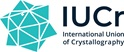 IUCr
International Union
of Crystallography